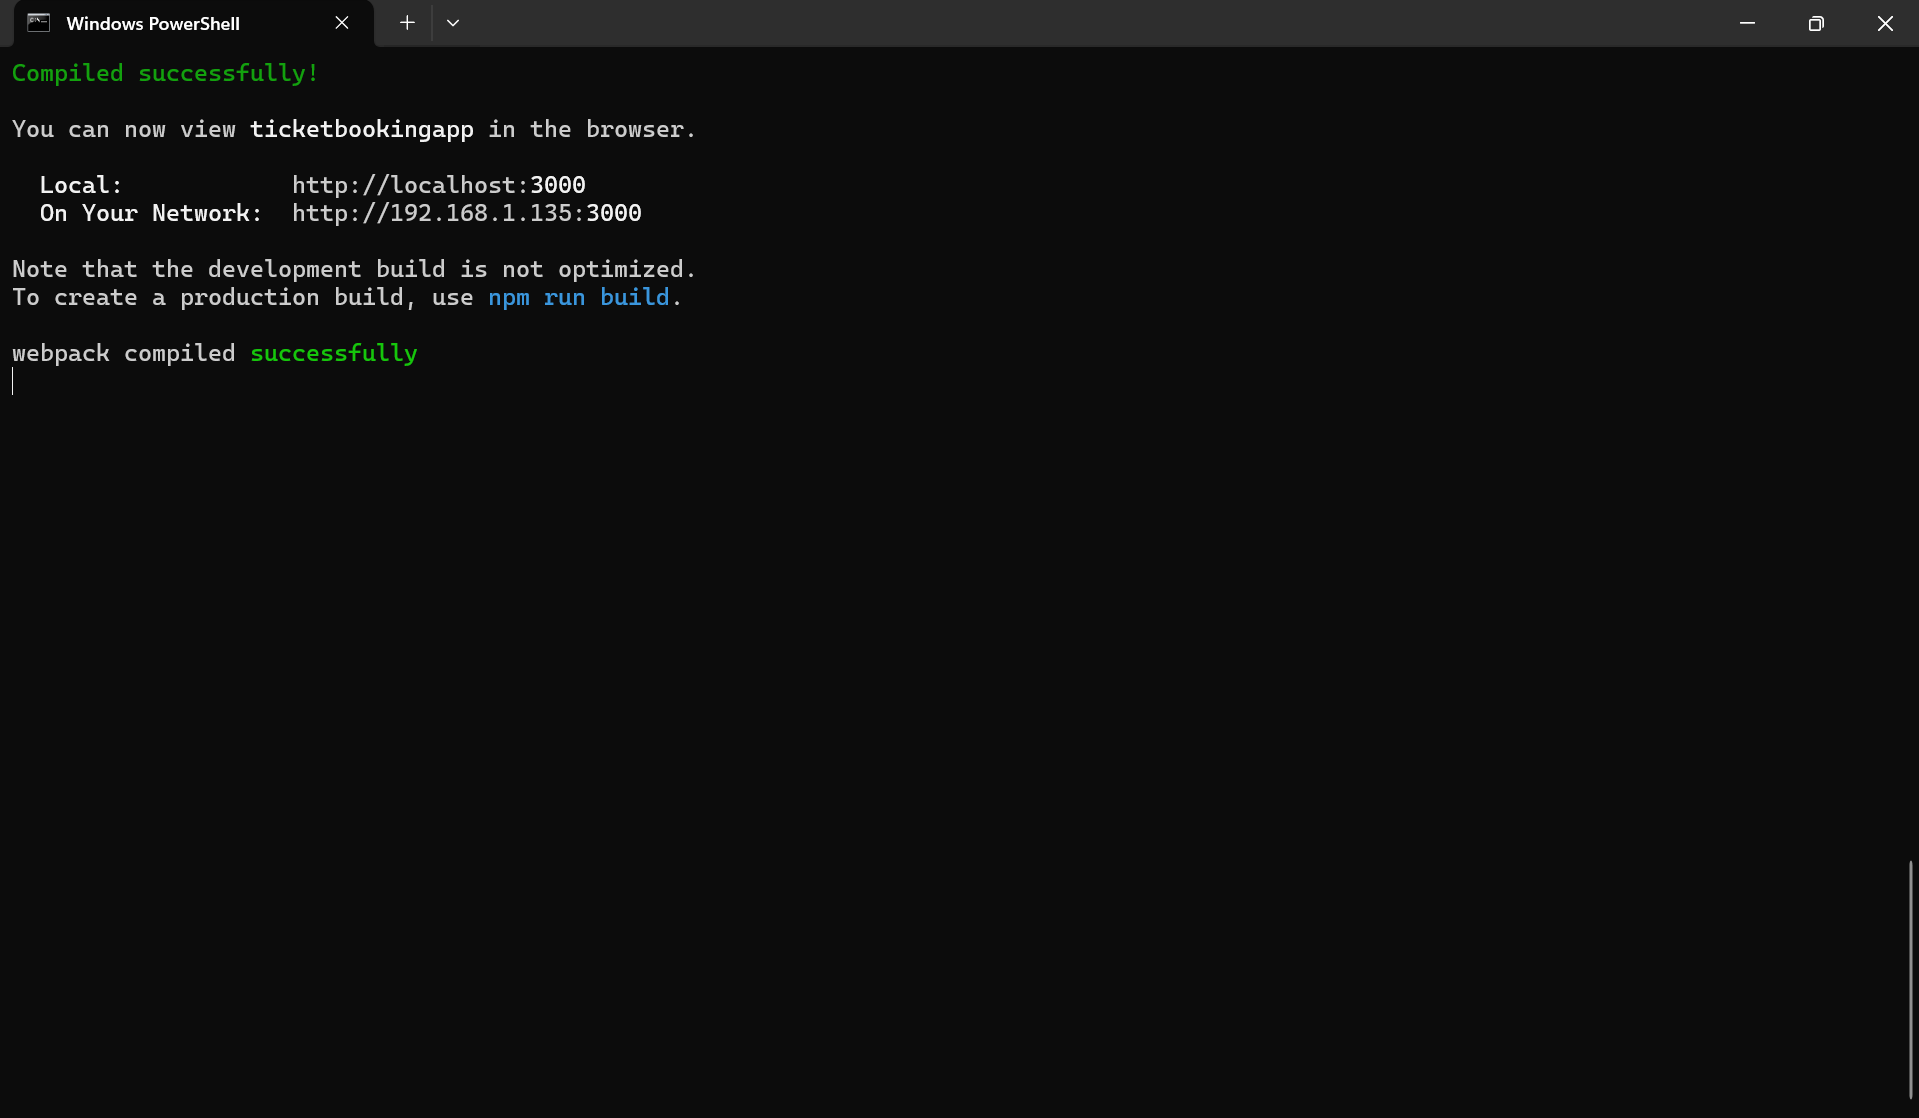 Windows PowerShell
Compiled successfully!
You can now view ticketbookingapp in the browser.
Local: http://localhost:3000
On Your Network: http://192.168.1.135:3000
Note that the development build is not optimized.
To create a production build, use npm run build.
webpack compiled successfully